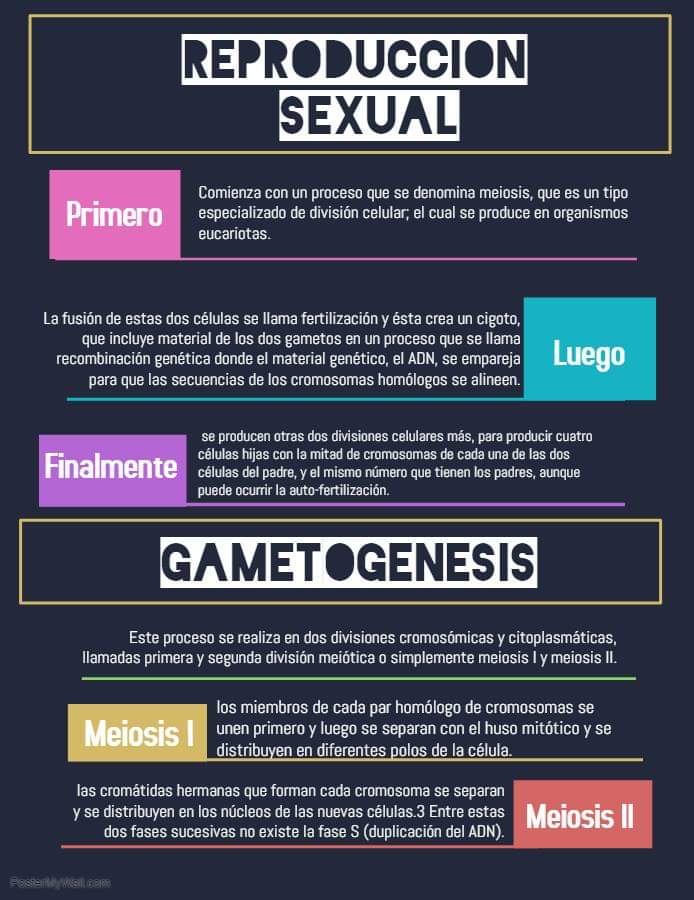 REPRODUCCION
SEXUAL
Primero
Comienza con un proceso que se denomina meiosis, que es un tipo
especializado de división celular; el cual se produce en organismos
eucariotas.
La fusión de estas dos células se llama fertilización y ésta crea un cigoto,
que incluye material de los dos gametos en un proceso que se llama
recombinación genética donde el material genético, el ADN, se empareja
para que las secuencias de los cromosomas homólogos se alineen.
Luego
Finalmente
se producen otras dos divisiones celulares más, para producir cuatro
células hijas con la mitad de cromosomas de cada una de las dos
células del padre, y el mismo número que tienen los padres, aunque
puede ocurrir la auto-fertilización.
GAMETOGENESIS
Este proceso se realiza en dos divisiones cromosómicas y citoplasmáticas,
llamadas primera y segunda división meiótica o simplemente meiosis I y meiosis II.
Meiosis I
los miembros de cada par homólogo de cromosomas se
unen primero y luego se separan con el huso mitótico y se
distribuyen en diferentes polos de la célula.
las cromátidas hermanas que forman cada cromosoma se separan
y se distribuyen en los núcleos de las nuevas células.3 Entre estas
dos fases sucesivas no existe la fase S (duplicación del ADN).
Meiosis II
PosterMyWall.com